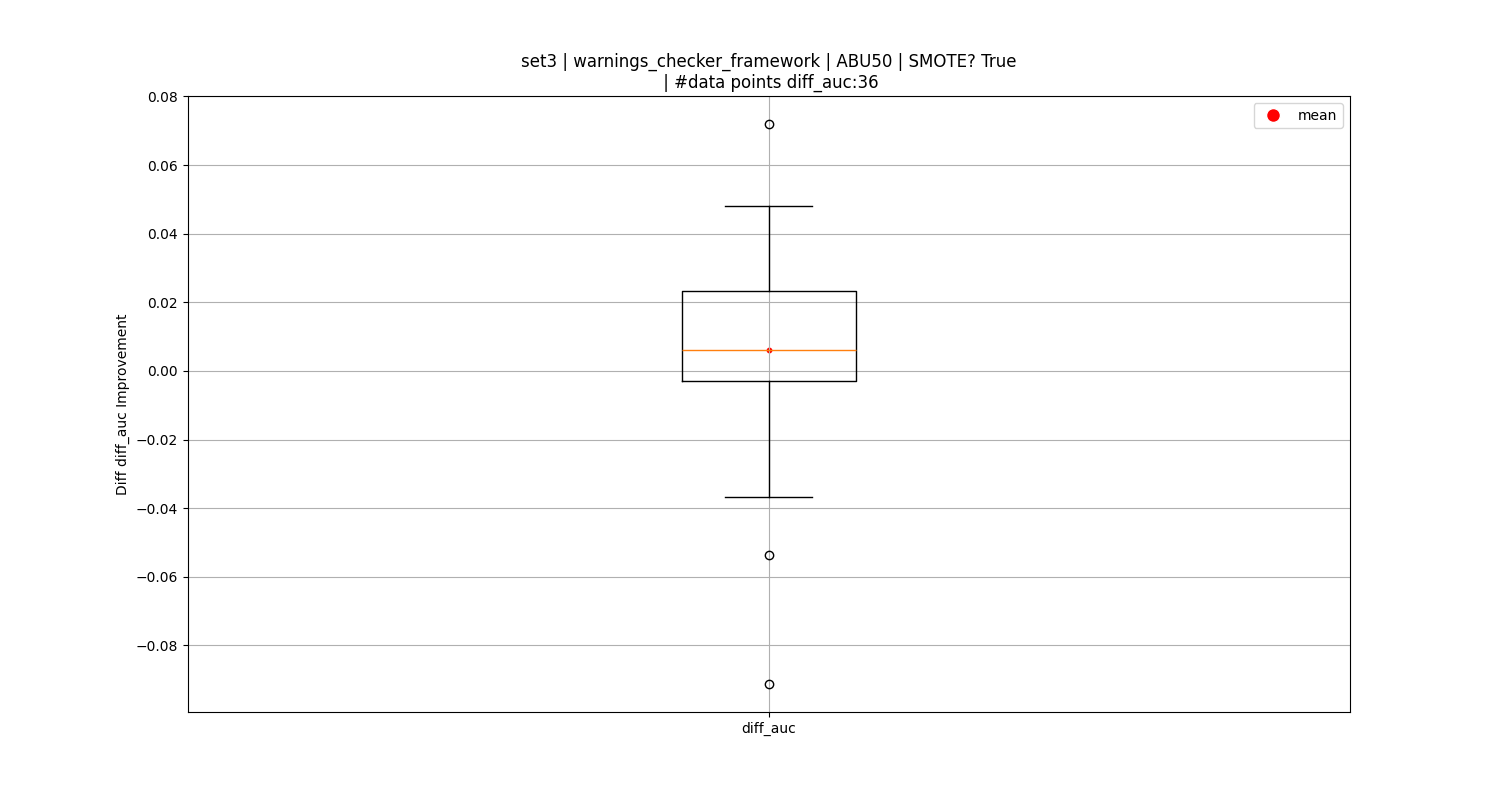 set3 | warnings_checker_framework | ABU50 | SMOTE? True
| #data points diff_auc:36
mean
0.08
0.06
0.04
0.02
0.00
−0.02
−0.04
−0.06
−0.08
Diff diff_auc Improvement
diff_auc